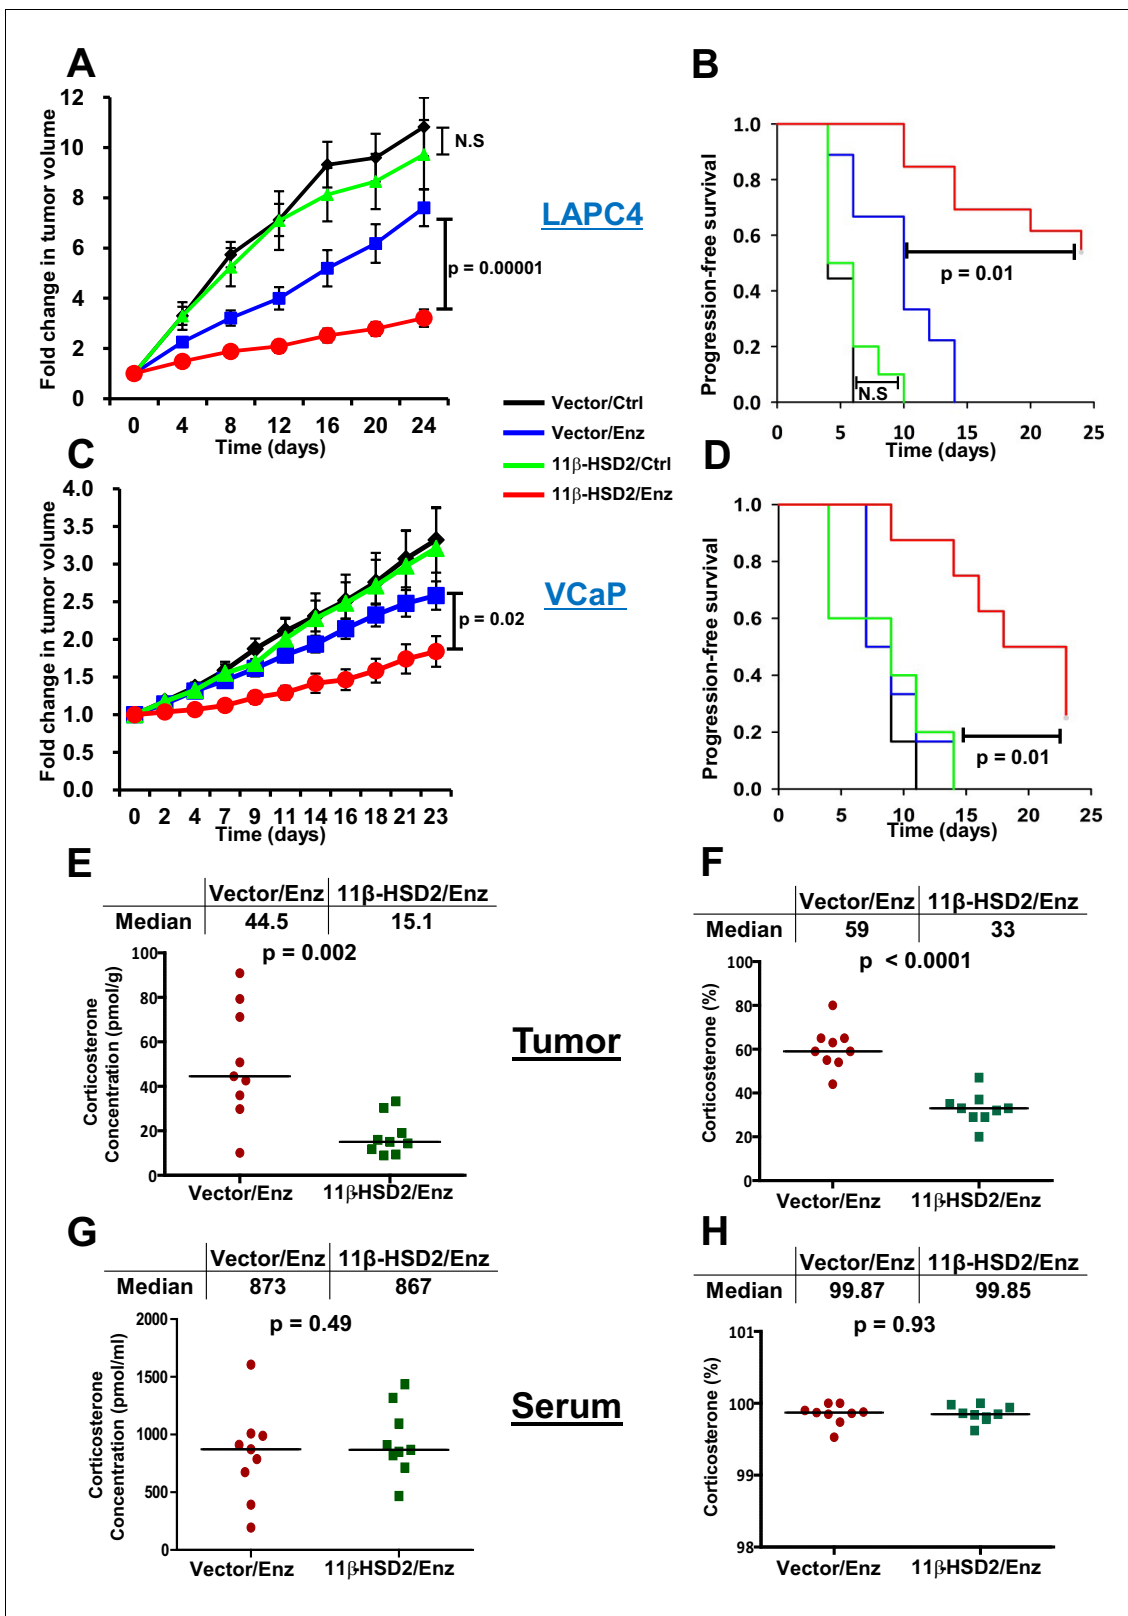 A
Fold change in tumor volume
12
10
8
6
4
2
0
N.S
p = 0.00001
0 4 8 12 16 20 24
Time (days)
LAPC4
B
Progression-free survival
1.0
0.8
0.6
0.4
0.2
0.0
p = 0.01
N.S
0 5 10 15 20 25
Time (days)
Vector/Ctrl
Vector/Enz
11β-HSD2/Ctrl
11β-HSD2/Enz
C
Fold change in tumor volume
4.0
3.5
3.0
2.5
2.0
1.5
1.0
0.5
0.0
p = 0.02
0 2 4 7 9 11 14 16 18 21 23
Time (days)
VCaP
D
Progression-free survival
1.0
0.8
0.6
0.4
0.2
0.0
p = 0.01
0 5 10 15 20 25
Time (days)
E
Vector/Enz 11β-HSD2/Enz
Median 44.5 15.1
p = 0.002
Corticosterone
Concentration (pmol/g)
100
80
60
40
20
0
Vector/Enz 11β-HSD2/Enz
Tumor
F
Vector/Enz 11β-HSD2/Enz
Median 59 33
p < 0.0001
Corticosterone (%)
100
80
60
40
20
0
Vector/Enz 11β-HSD2/Enz
G
Vector/Enz 11β-HSD2/Enz
Median 873 867
p = 0.49
Corticosterone
Concentration (pmol/ml)
2000
1500
1000
500
0
Vector/Enz 11β-HSD2/Enz
Serum
H
Vector/Enz 11β-HSD2/Enz
Median 99.87 99.85
p = 0.93
Corticosterone (%)
101
100
99
98
Vector/Enz 11β-HSD2/Enz